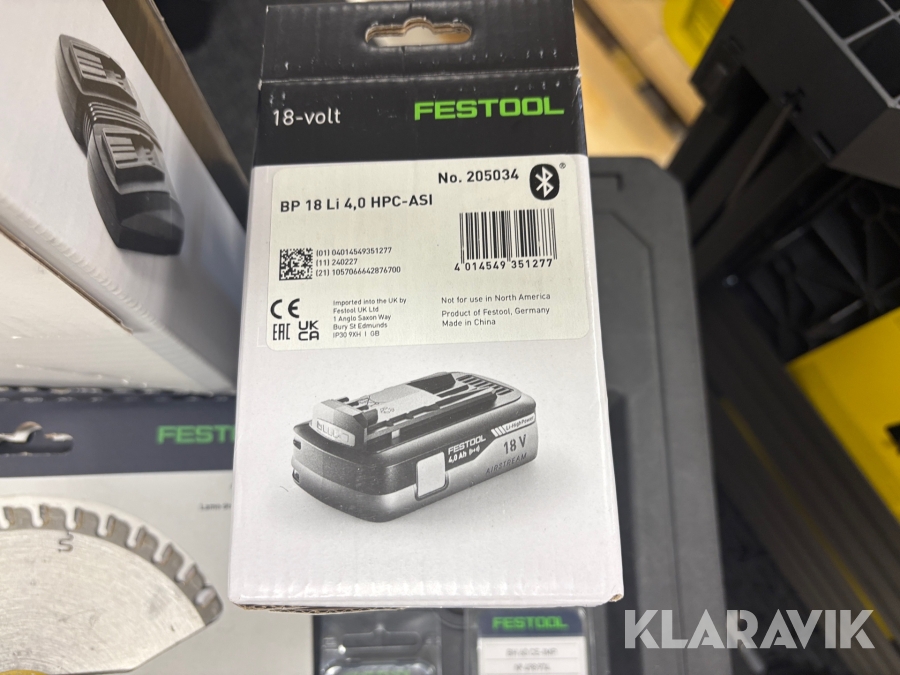 18-volt
FESTOOL
No. 205034
BP 18 Li 4,0 HPC-ASI
(01) 04014549351277
(11) 240227
(21) 1057066642876700
4 014549 351277
CE
EAC
UK
CA
Imported into the UK by
Festool UK Ltd
1 Anglo Saxon Way
Bury St Edmunds
IP30 9XH | GB
Not for use in North America
Product of Festool, Germany
Made in China
FESTOOL
4,0 Ah
Li-HighPower
18 V
AIRSTREAM
FEST
FESTOOL
KLARAVIK